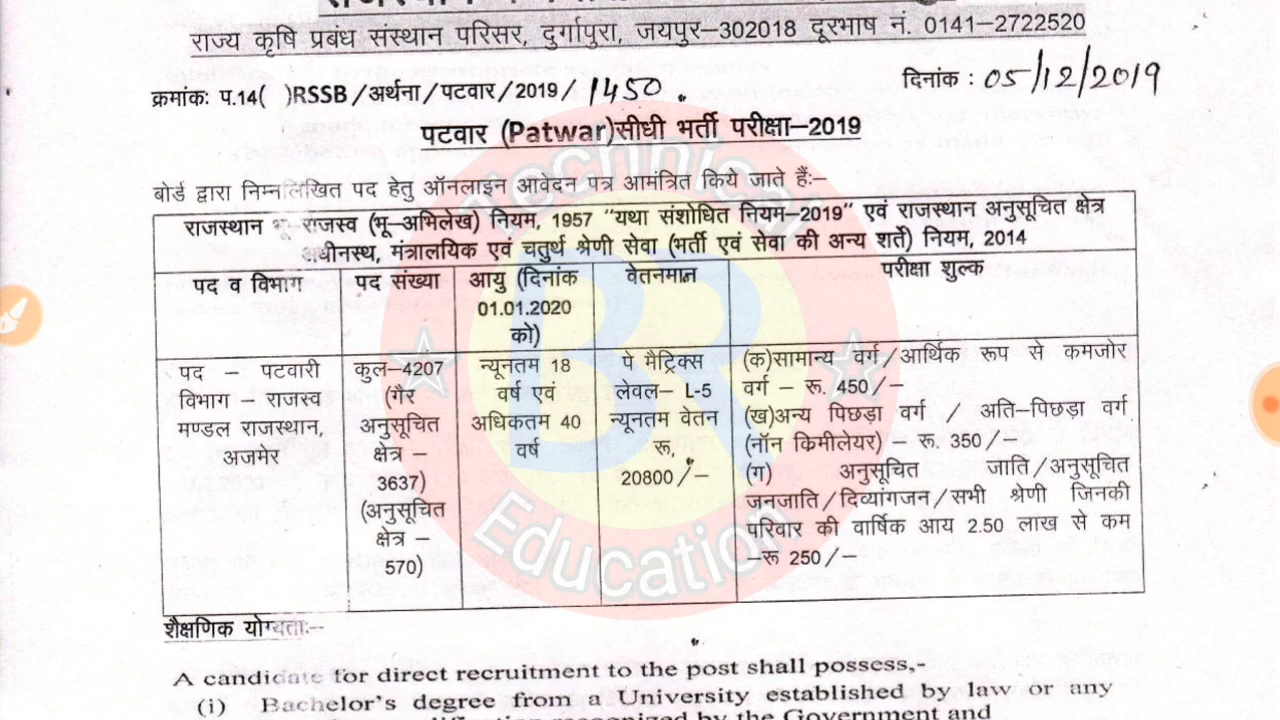 राज्य कृषि प्रबंध संस्थान परिसर, दुर्गापुरा, जयपुर–302018 दूरभाष नं. 0141–2722520
दिनांक : 05/12/2019
क्रमांकः प.14( )RSSB/अर्थना/पटवार/2019/1450
पटवार (Patwar)सीधी भर्ती परीक्षा–2019
बोर्ड द्वारा निम्नलिखित पद हेतु ऑनलाइन आवेदन पत्र आमंत्रित किये जाते हैः–
राजस्थान भू–राजस्व (भू–अभिलेख) नियम, 1957 "यथा संशोधित नियम–2019" एवं राजस्थान अनुसूचित क्षेत्र
अधीनस्थ, मंत्रालयिक एवं चतुर्थ श्रेणी सेवा (भर्ती एवं सेवा की अन्य शर्ते) नियम, 2014
पद व विभाग
पद संख्या
आयु (दिनांक
01.01.2020
को)
वेतनमान
परीक्षा शुल्क
पद – पटवारी
विभाग – राजस्व
मण्डल राजस्थान,
अजमेर
कुल–4207
(गैर
अनुसूचित
क्षेत्र –
3637)
(अनुसूचित
क्षेत्र –
570)
न्यूनतम 18
वर्ष एवं
अधिकतम 40
वर्ष
पे मैट्रिक्स
लेवल– L-5
न्यूनतम वेतन
रू,
20800/–
(क)सामान्य वर्ग/आर्थिक रूप से कमजोर
वर्ग – रू. 450/–
(ख)अन्य पिछड़ा वर्ग / अति–पिछड़ा वर्ग
(नॉन क्रिमीलेयर) – रू. 350/–
(ग) अनुसूचित जाति/अनुसूचित
जनजाति/दिव्यांगजन/सभी श्रेणी जिनकी
परिवार की वार्षिक आय 2.50 लाख से कम
–रू 250/–
Technical
BR
Education
शैक्षणिक योग्यताः–
A candidate for direct recruitment to the post shall possess,-
(i) Bachelor's degree from a University established by law or any
recognized by the Government and